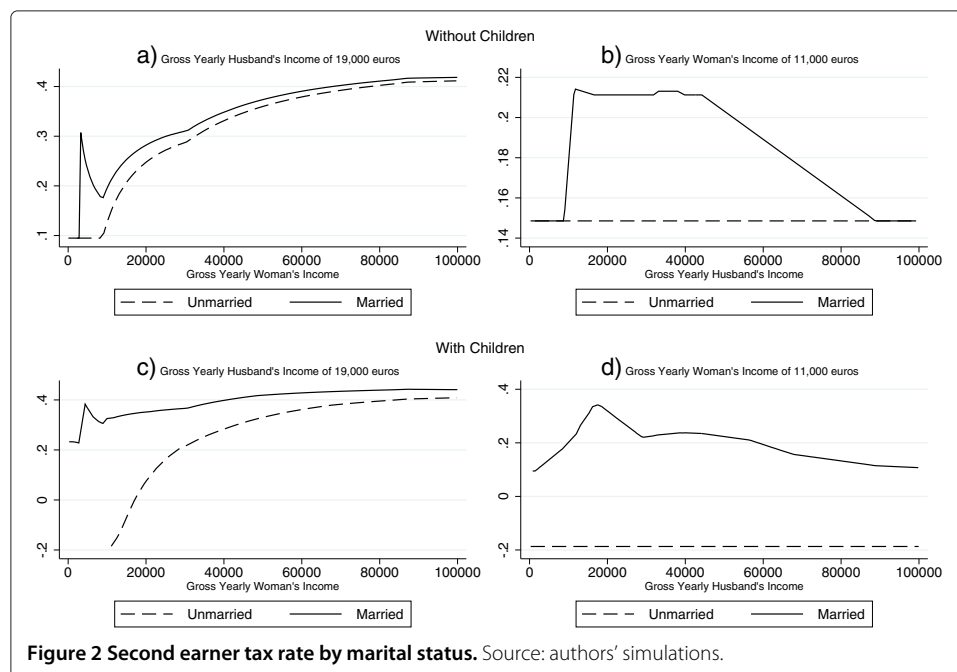 Without Children
a) Gross Yearly Husband's Income of 19,000 euros
.4
.3
.2
.1
0 20000 40000 60000 80000 100000
Gross Yearly Woman's Income
Unmarried Married
b) Gross Yearly Woman's Income of 11,000 euros
.22
.2
.18
.16
.14
0 20000 40000 60000 80000 100000
Gross Yearly Husband's Income
Unmarried Married
With Children
c) Gross Yearly Husband's Income of 19,000 euros
.4
.2
0
-.2
0 20000 40000 60000 80000 100000
Gross Yearly Woman's Income
Unmarried Married
d) Gross Yearly Woman's Income of 11,000 euros
.4
.2
0
-.2
0 20000 40000 60000 80000 100000
Gross Yearly Husband's Income
Unmarried Married
Figure 2 Second earner tax rate by marital status. Source: authors' simulations.